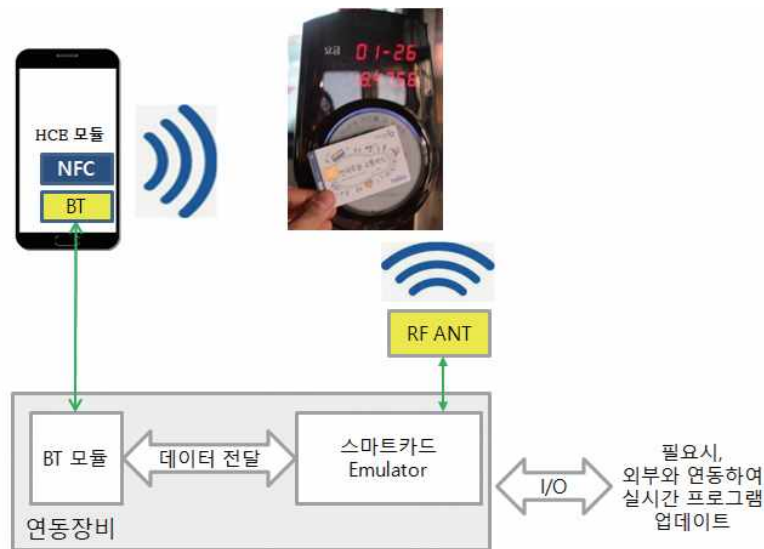 HCE 모듈
NFC
BT
요금
01-26
RF ANT
BT 모듈
데이터 전달
스마트카드
Emulator
I/O
필요시,
외부와 연동하여
실시간 프로그램
업데이트
연동장비